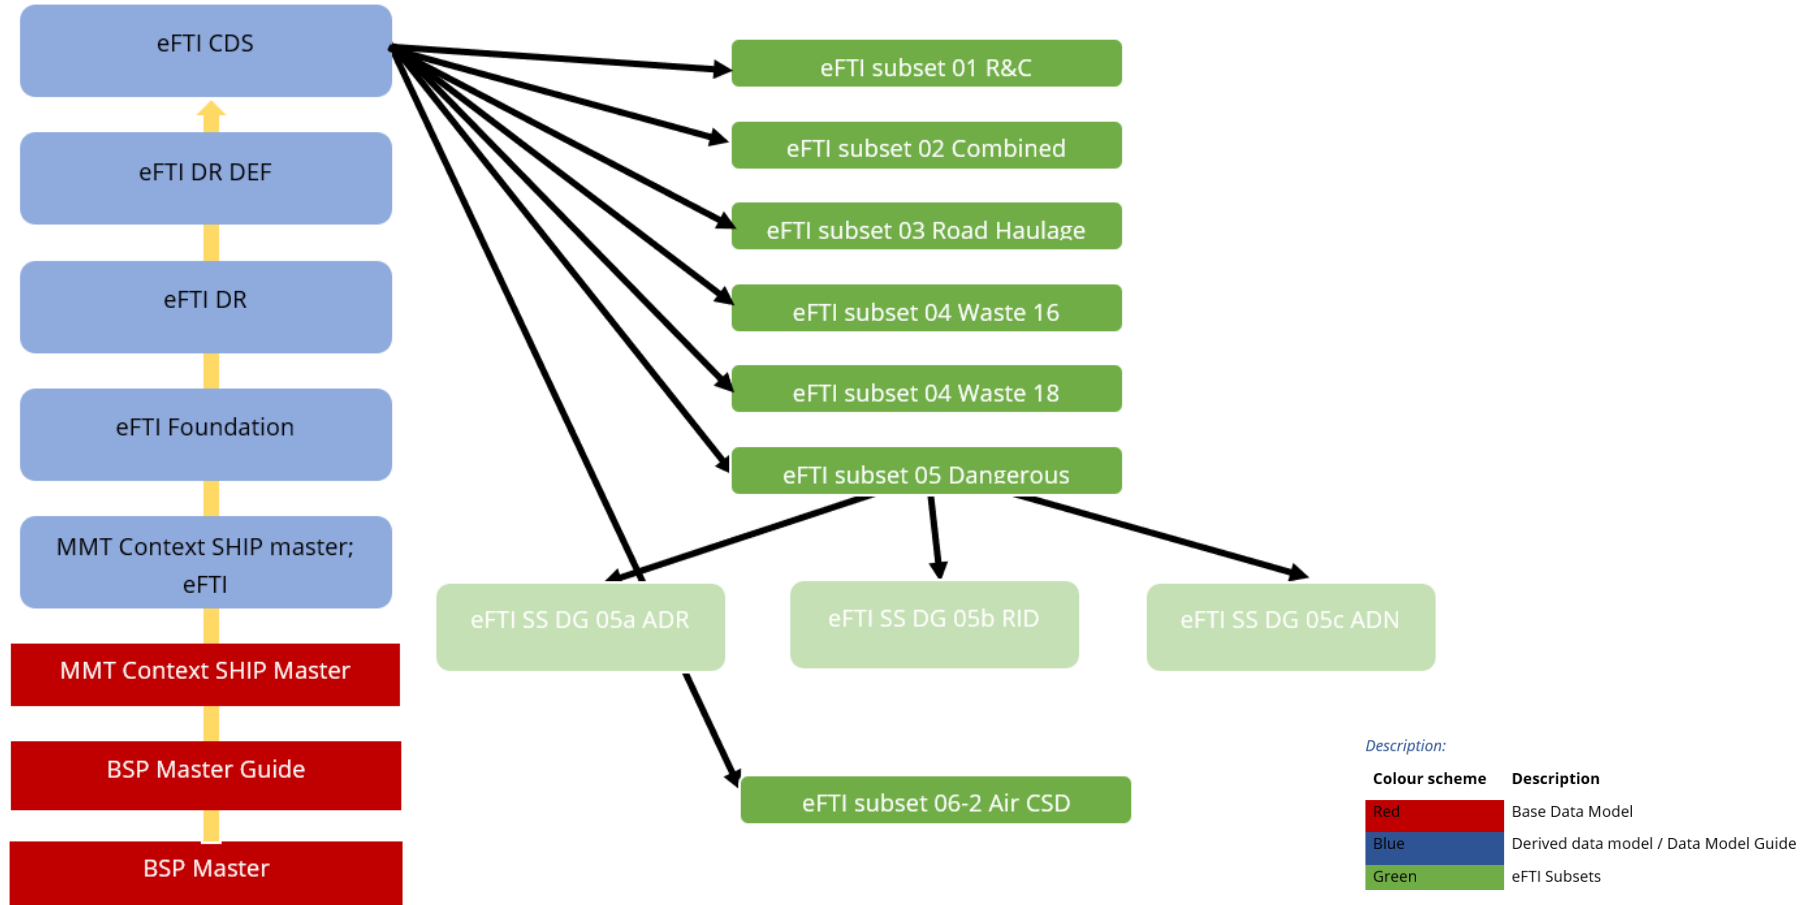 eFTI CDS
eFTI DR DEF
eFTI DR
eFTI Foundation
MMT Context SHIP master;
eFTI
MMT Context SHIP Master
BSP Master Guide
BSP Master
eFTI subset 01 R&C
eFTI subset 02 Combined
eFTI subset 03 Road Haulage
eFTI subset 04 Waste 16
eFTI subset 04 Waste 18
eFTI subset 05 Dangerous
eFTI SS DG 05a ADR
eFTI SS DG 05b RID
eFTI SS DG 05c ADN
eFTI subset 06-2 Air CSD
Description:
Colour scheme Description
Red Base Data Model
Blue Derived data model / Data Model Guide
Green eFTI Subsets